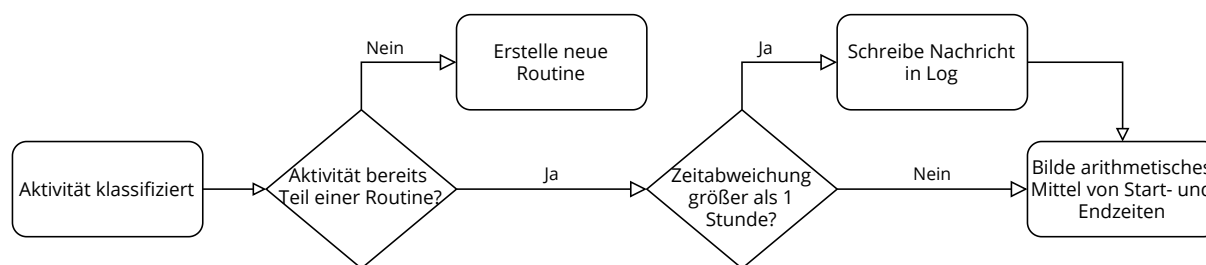 Aktivität klassifiziert
Aktivität bereits
Teil einer Routine?
Nein
Erstelle neue
Routine
Ja
Zeitabweichung
größer als 1
Stunde?
Ja
Schreibe Nachricht
in Log
Nein
Bilde arithmetisches
Mittel von Start- und
Endzeiten